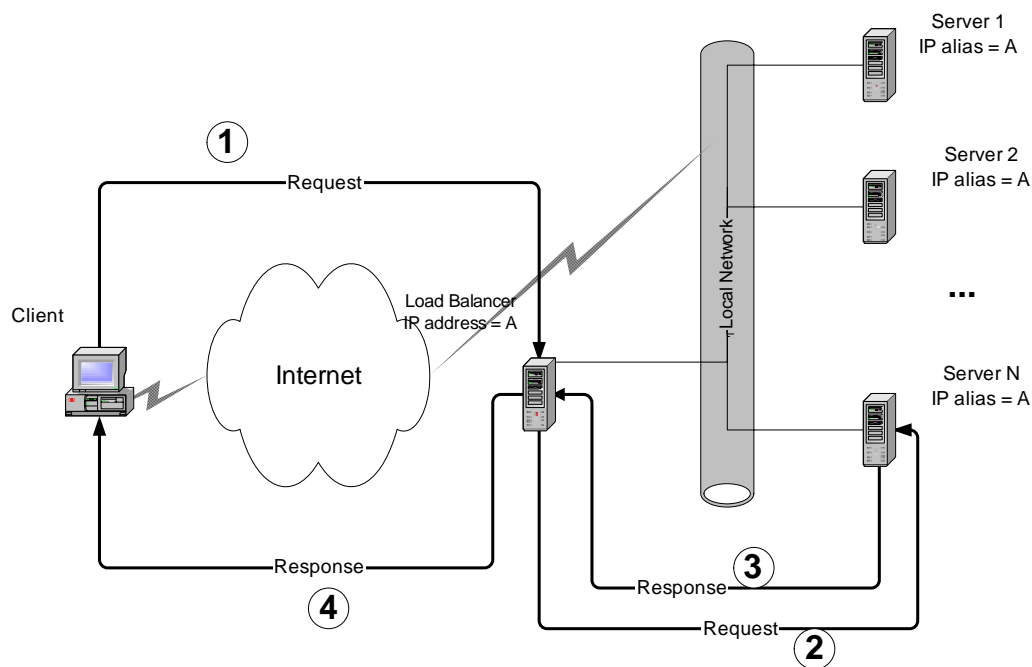 Server 1
IP alias = A
1
Request
Server 2
IP alias = A
Local Network
...
Load Balancer
IP address = A
Client
Internet
Server N
IP alias = A
Response
4
3
Response
Request
2